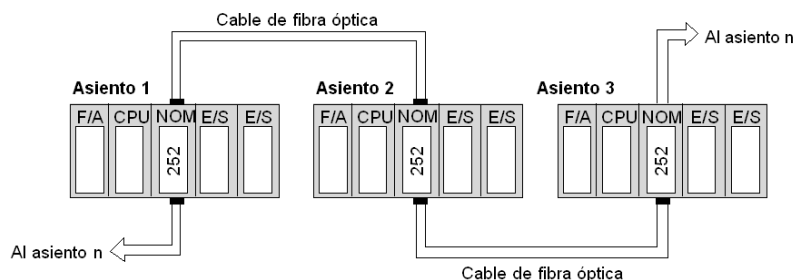 Cable de fibra óptica
Al asiento n
Asiento 1
Asiento 2
Asiento 3
F/A CPU NOM E/S E/S
F/A CPU NOM E/S E/S
F/A CPU NOM E/S E/S
252
252
252
Al asiento n
Cable de fibra óptica